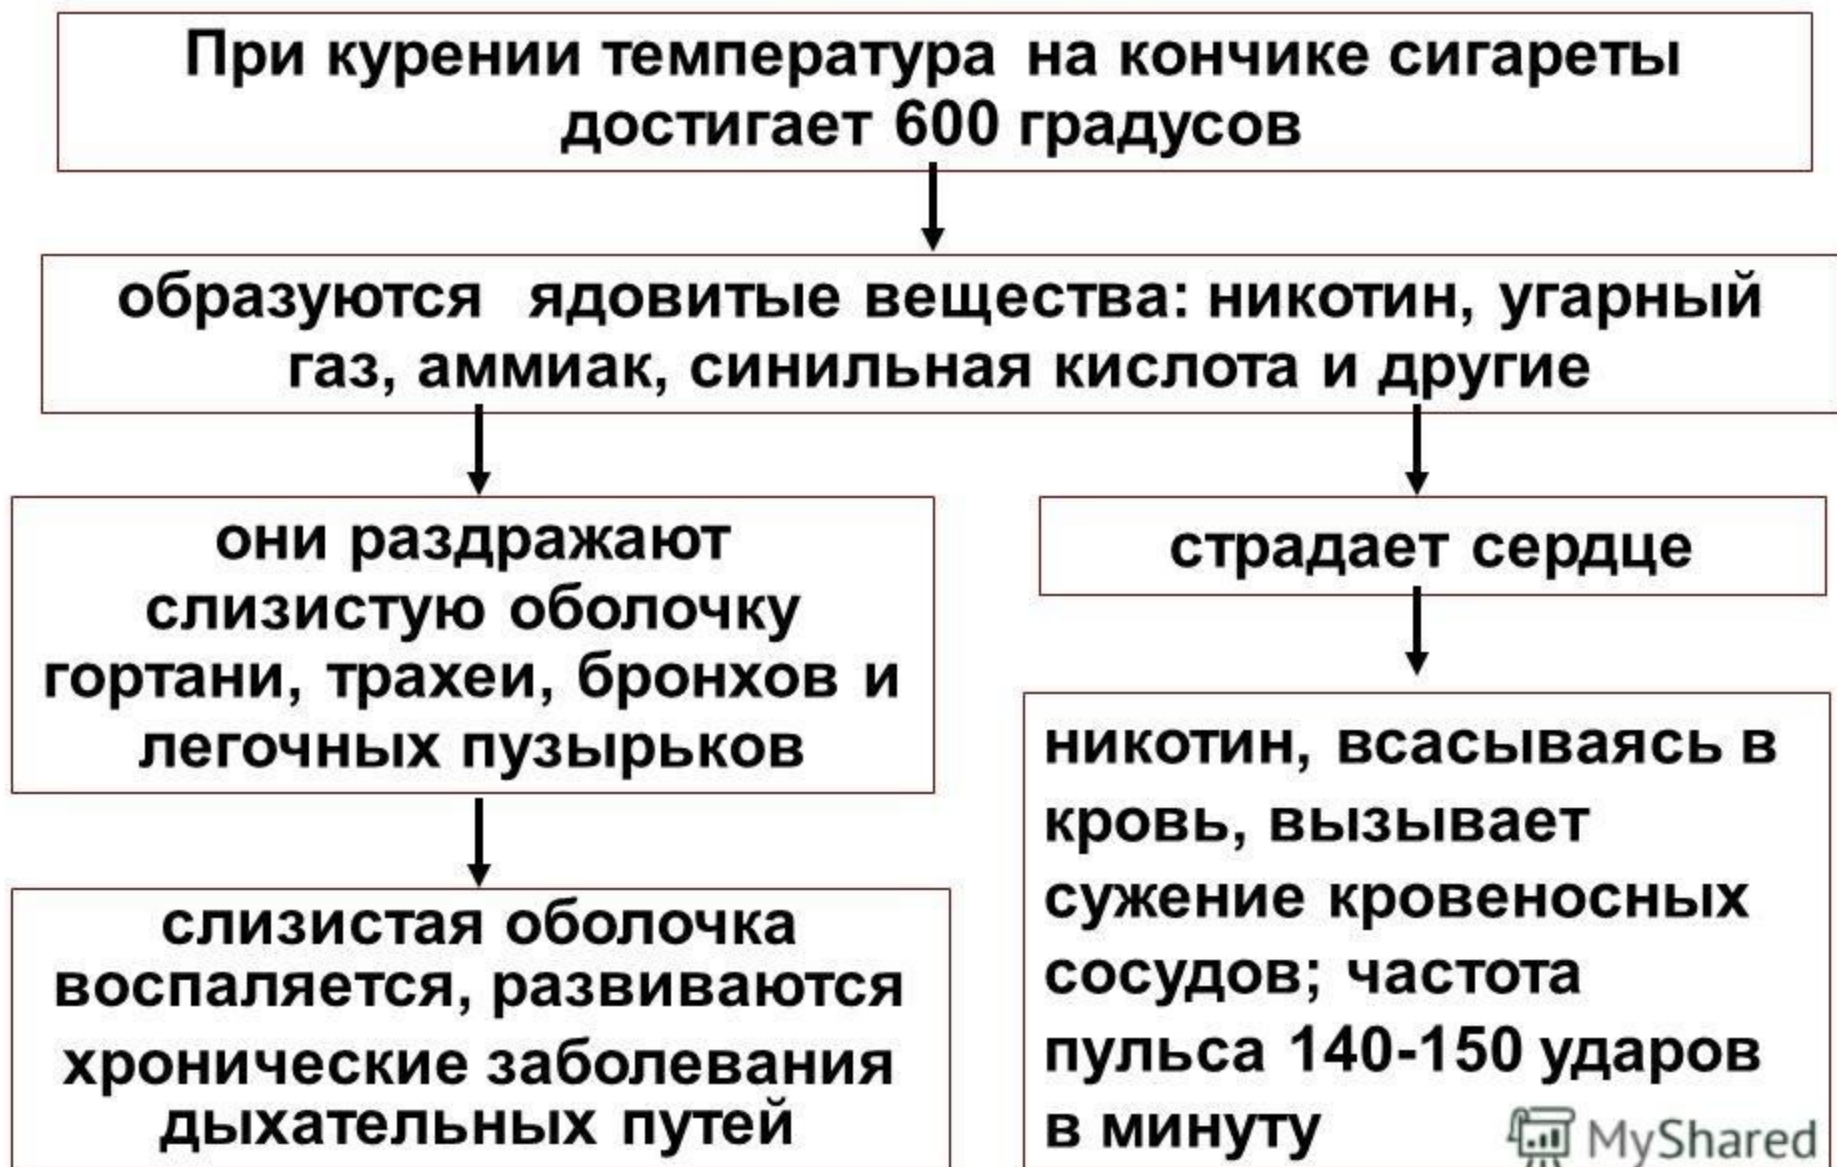 При курении температура на кончике сигареты
достигает 600 градусов
образуются ядовитые вещества: никотин, угарный
газ, аммиак, синильная кислота и другие
они раздражают
слизистую оболочку
гортани, трахеи, бронхов и
легочных пузырьков
слизистая оболочка
воспаляется, развиваются
хронические заболевания
дыхательных путей
страдает сердце
никотин, всасываясь в
кровь, вызывает
сужение кровеносных
сосудов; частота
пульса 140-150 ударов
в минуту
MyShared